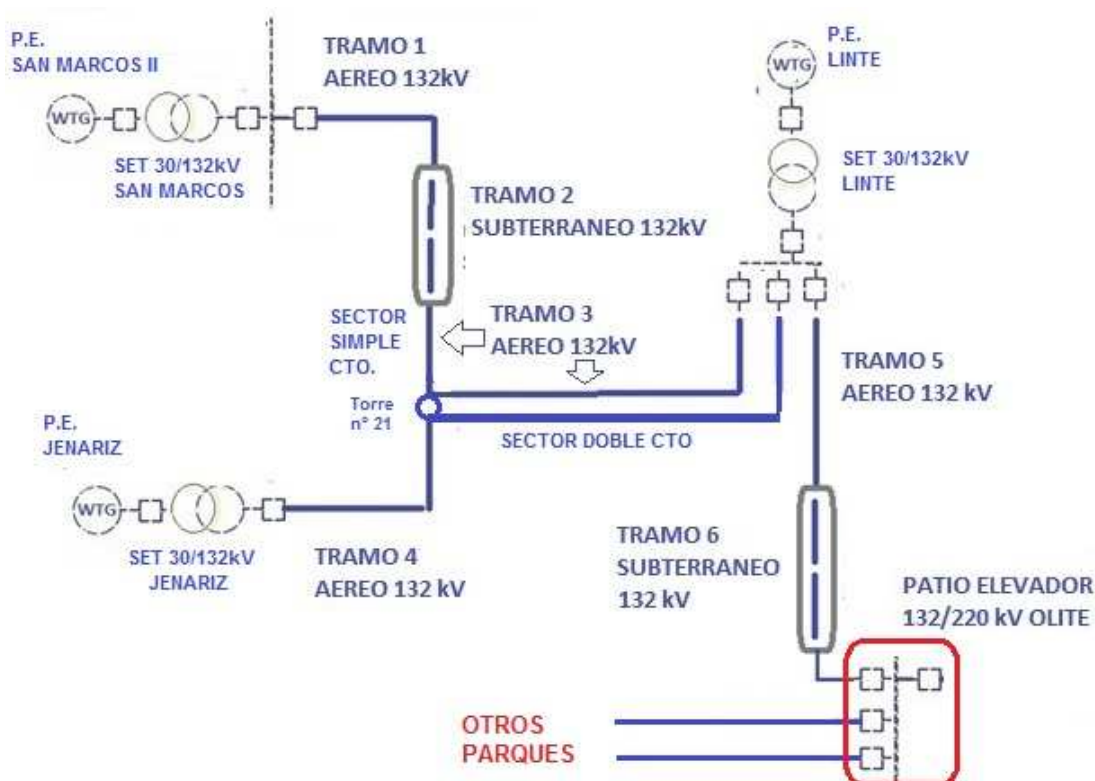 P.E.
SAN MARCOS II
TRAMO 1
AEREO 132kV
WTG
SET 30/132kV
SAN MARCOS
P.E.
LINTE
WTG
SET 30/132kV
LINTE
TRAMO 2
SUBTERRANEO 132kV
SECTOR
SIMPLE
CTO.
TRAMO 3
AEREO 132kV
Torre
n° 21
SECTOR DOBLE CTO
TRAMO 5
AEREO 132 kV
P.E.
JENARIZ
WTG
SET 30/132kV
JENARIZ
TRAMO 4
AEREO 132 kV
TRAMO 6
SUBTERRANEO
132 kV
PATIO ELEVADOR
132/220 kV OLITE
OTROS
PARQUES